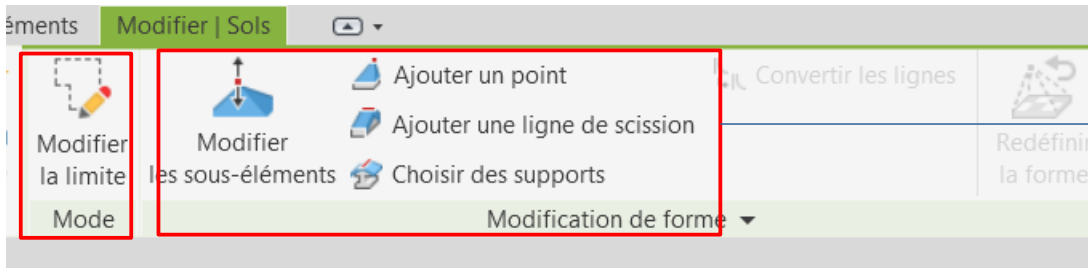 éments Modifier | Sols
Ajouter un point Convertir les lignes
Ajouter une ligne de scission
Modifier Modifier Redéfinir
la limite les sous-éléments Choisir des supports la forme
Mode Modification de forme